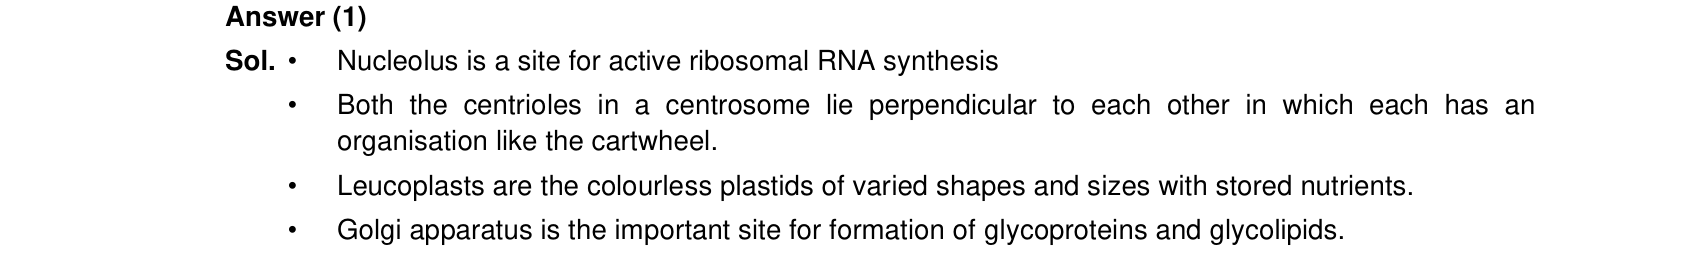 Answer (1)
Sol. • Nucleolus is a site for active ribosomal RNA synthesis
• Both the centrioles in a centrosome lie perpendicular to each other in which each has an
organisation like the cartwheel.
• Leucoplasts are the colourless plastids of varied shapes and sizes with stored nutrients.
• Golgi apparatus is the important site for formation of glycoproteins and glycolipids.